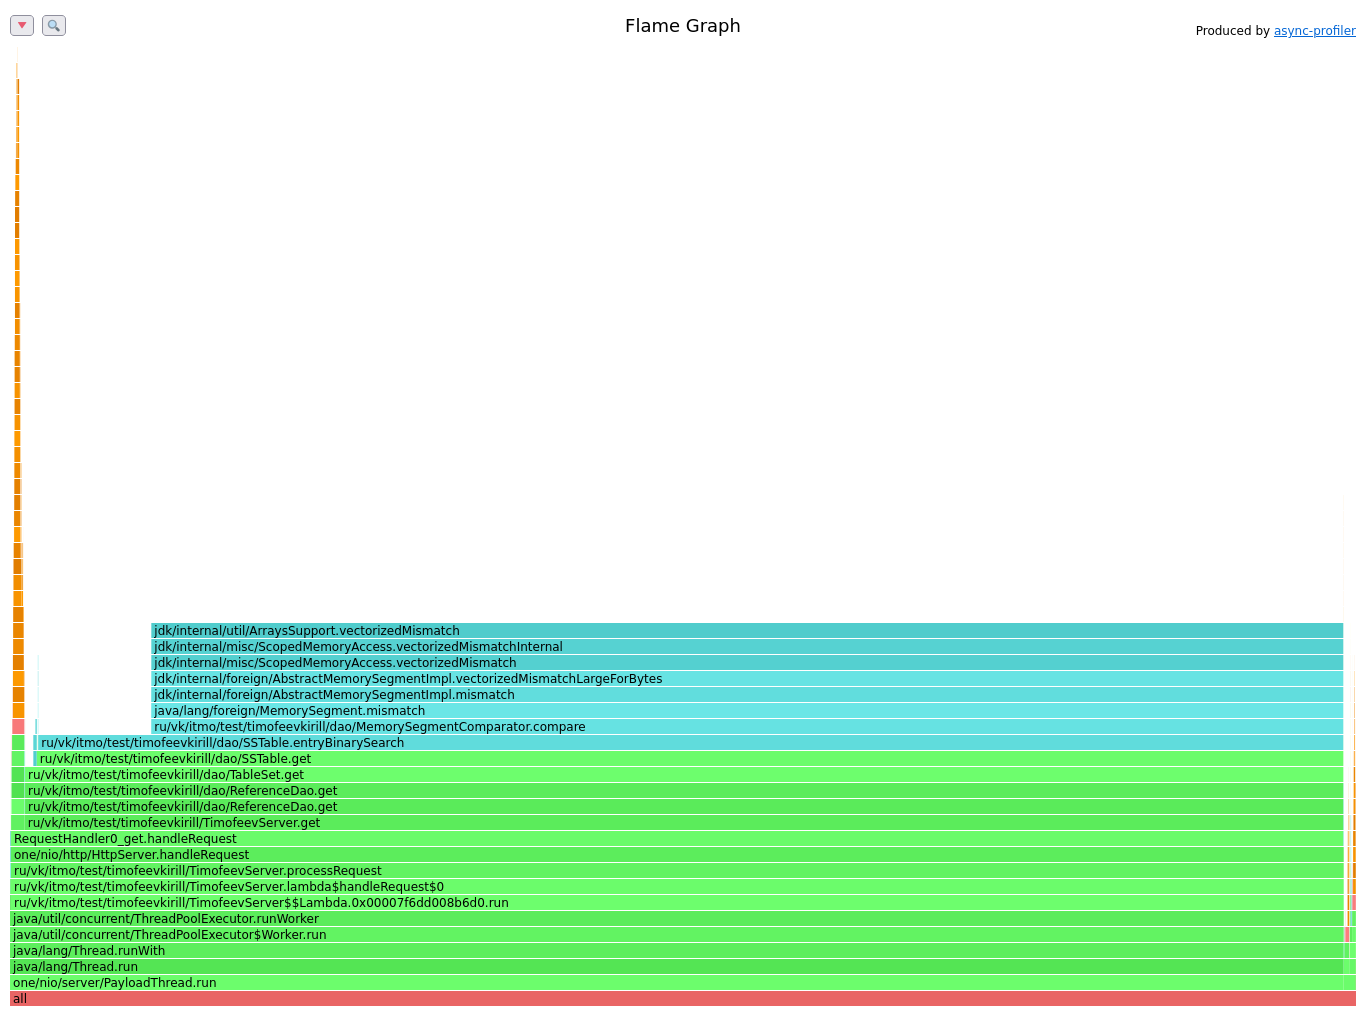 Flame Graph
Produced by async-profiler
jdk/internal/util/ArraysSupport.vectorizedMismatch
jdk/internal/misc/ScopedMemoryAccess.vectorizedMismatchInternal
jdk/internal/misc/ScopedMemoryAccess.vectorizedMismatch
jdk/internal/foreign/AbstractMemorySegmentImpl.vectorizedMismatchLargeForBytes
jdk/internal/foreign/AbstractMemorySegmentImpl.mismatch
java/lang/foreign/MemorySegment.mismatch
ru/vk/itmo/test/timofeevkirill/dao/MemorySegmentComparator.compare
ru/vk/itmo/test/timofeevkirill/dao/SSTable.entryBinarySearch
ru/vk/itmo/test/timofeevkirill/dao/SSTable.get
ru/vk/itmo/test/timofeevkirill/dao/TableSet.get
ru/vk/itmo/test/timofeevkirill/dao/ReferenceDao.get
ru/vk/itmo/test/timofeevkirill/dao/ReferenceDao.get
ru/vk/itmo/test/timofeevkirill/TimofeevServer.get
RequestHandler0_get.handleRequest
one/nio/http/HttpServer.handleRequest
ru/vk/itmo/test/timofeevkirill/TimofeevServer.processRequest
ru/vk/itmo/test/timofeevkirill/TimofeevServer.lambda$handleRequest$0
ru/vk/itmo/test/timofeevkirill/TimofeevServer$$Lambda.0x00007f6dd008b6d0.run
java/util/concurrent/ThreadPoolExecutor.runWorker
java/util/concurrent/ThreadPoolExecutor$Worker.run
java/lang/Thread.runWith
java/lang/Thread.run
one/nio/server/PayloadThread.run
all